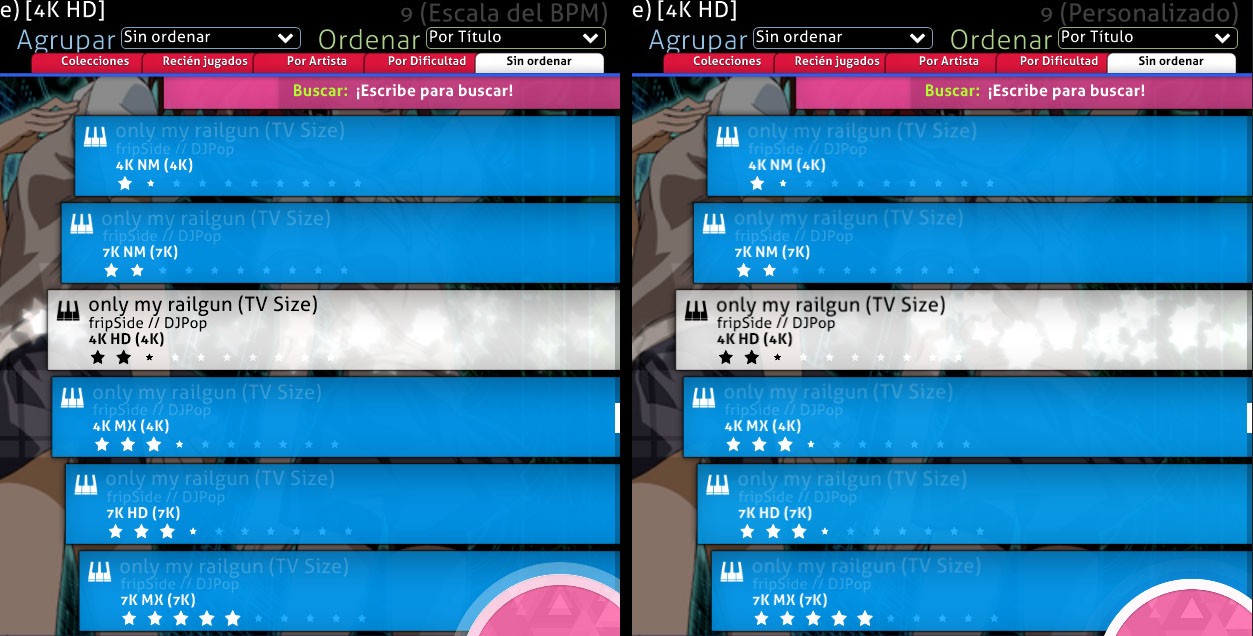 e) [4K HD]
9 (Escala del BPM)
Agrupar Sin ordenar Ordenar Por Título
Colecciones Recién jugados Por Artista Por Dificultad Sin ordenar
Buscar: ¡Escribe para buscar!
only my railgun (TV Size)
fripSide // DJPop
4K NM (4K)
only my railgun (TV Size)
fripSide // DJPop
7K NM (7K)
only my railgun (TV Size)
fripSide // DJPop
4K HD (4K)
only my railgun (TV Size)
fripSide // DJPop
4K MX (4K)
only my railgun (TV Size)
fripSide // DJPop
7K HD (7K)
only my railgun (TV Size)
fripSide // DJPop
7K MX (7K)
e) [4K HD]
9 (Personalizado)
Agrupar Sin ordenar Ordenar Por Título
Colecciones Recién jugados Por Artista Por Dificultad Sin ordenar
Buscar: ¡Escribe para buscar!
only my railgun (TV Size)
fripSide // DJPop
4K NM (4K)
only my railgun (TV Size)
fripSide // DJPop
7K NM (7K)
only my railgun (TV Size)
fripSide // DJPop
4K HD (4K)
only my railgun (TV Size)
fripSide // DJPop
4K MX (4K)
only my railgun (TV Size)
fripSide // DJPop
7K HD (7K)
only my railgun (TV Size)
fripSide // DJPop
7K MX (7K)